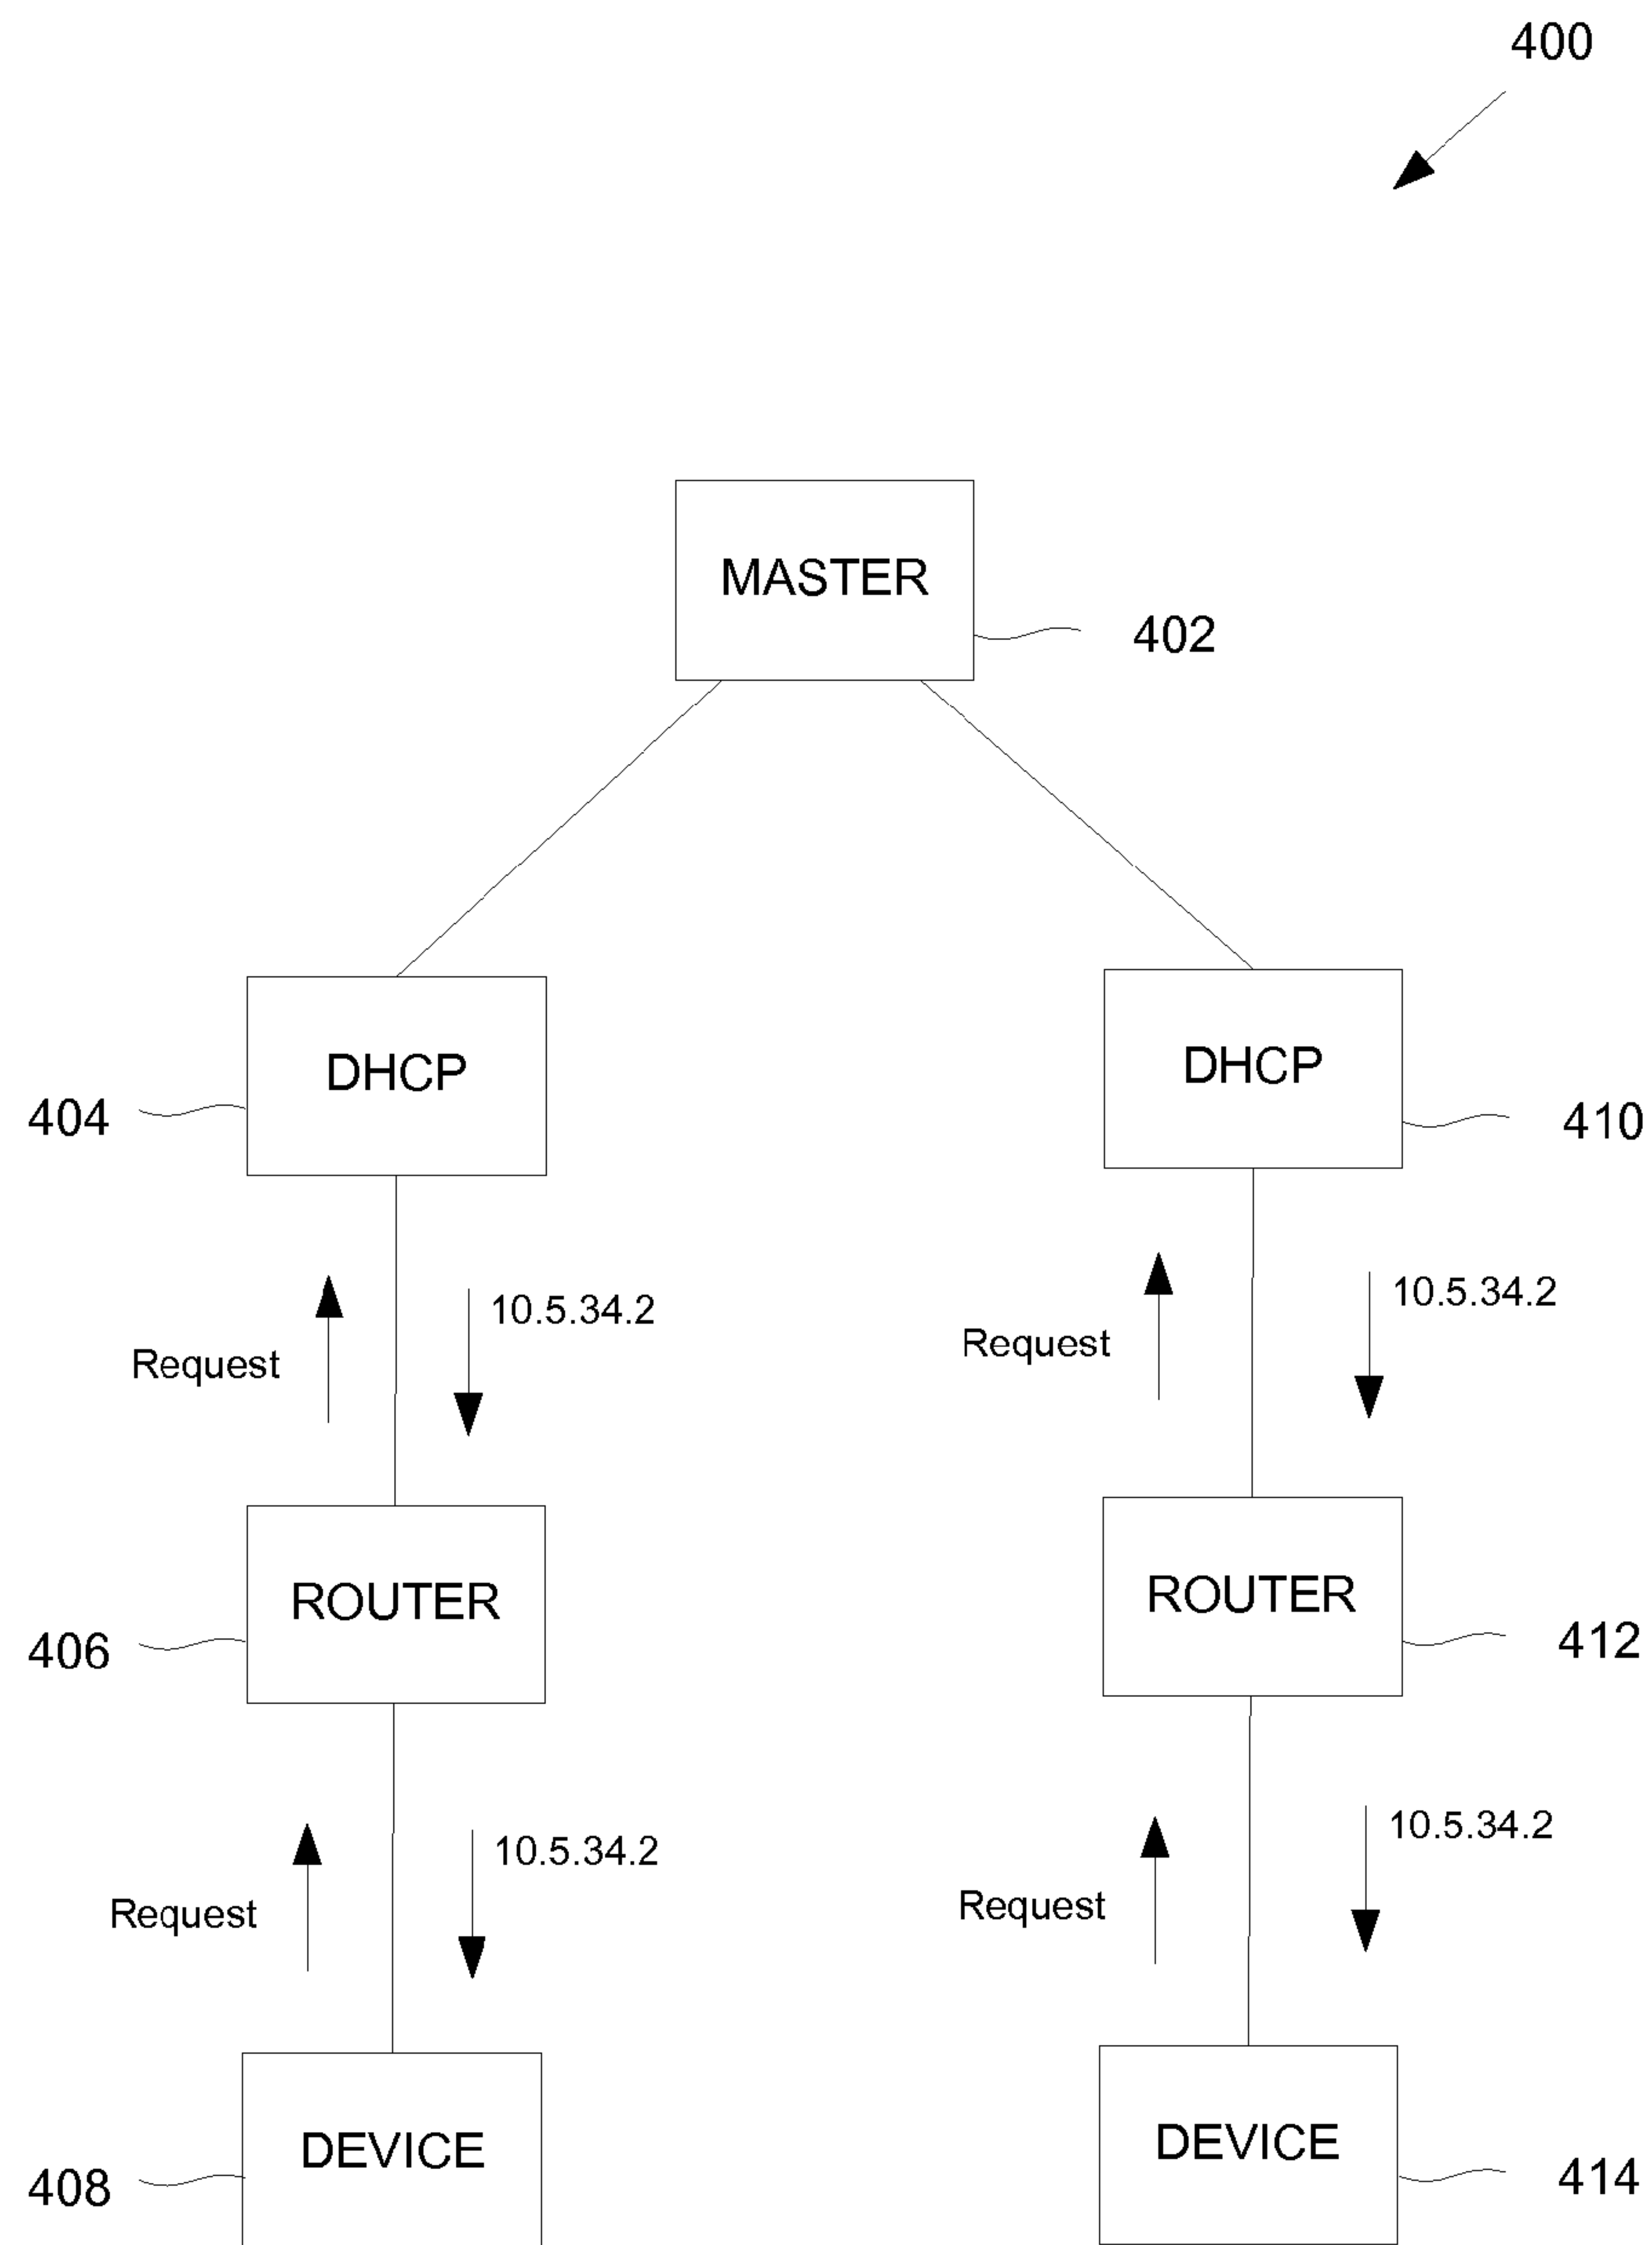 400
MASTER
402
DHCP
404
DHCP
410
Request
10.5.34.2
Request
10.5.34.2
ROUTER
406
ROUTER
412
Request
10.5.34.2
Request
10.5.34.2
DEVICE
408
DEVICE
414